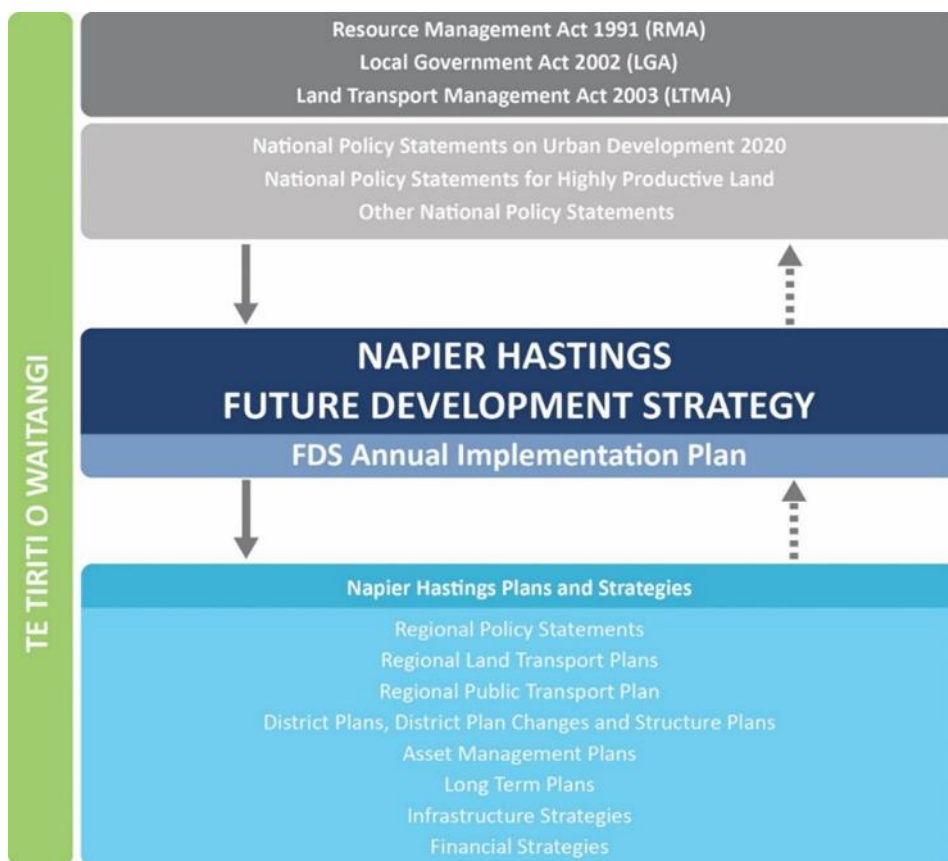 TE TIRITI O WAITANGI
Resource Management Act 1991 (RMA)
Local Government Act 2002 (LGA)
Land Transport Management Act 2003 (LTMA)
National Policy Statements on Urban Development 2020
National Policy Statements for Highly Productive Land
Other National Policy Statements
NAPIER HASTINGS
FUTURE DEVELOPMENT STRATEGY
FDS Annual Implementation Plan
Napier Hastings Plans and Strategies
Regional Policy Statements
Regional Land Transport Plans
Regional Public Transport Plan
District Plans, District Plan Changes and Structure Plans
Asset Management Plans
Long Term Plans
Infrastructure Strategies
Financial Strategies